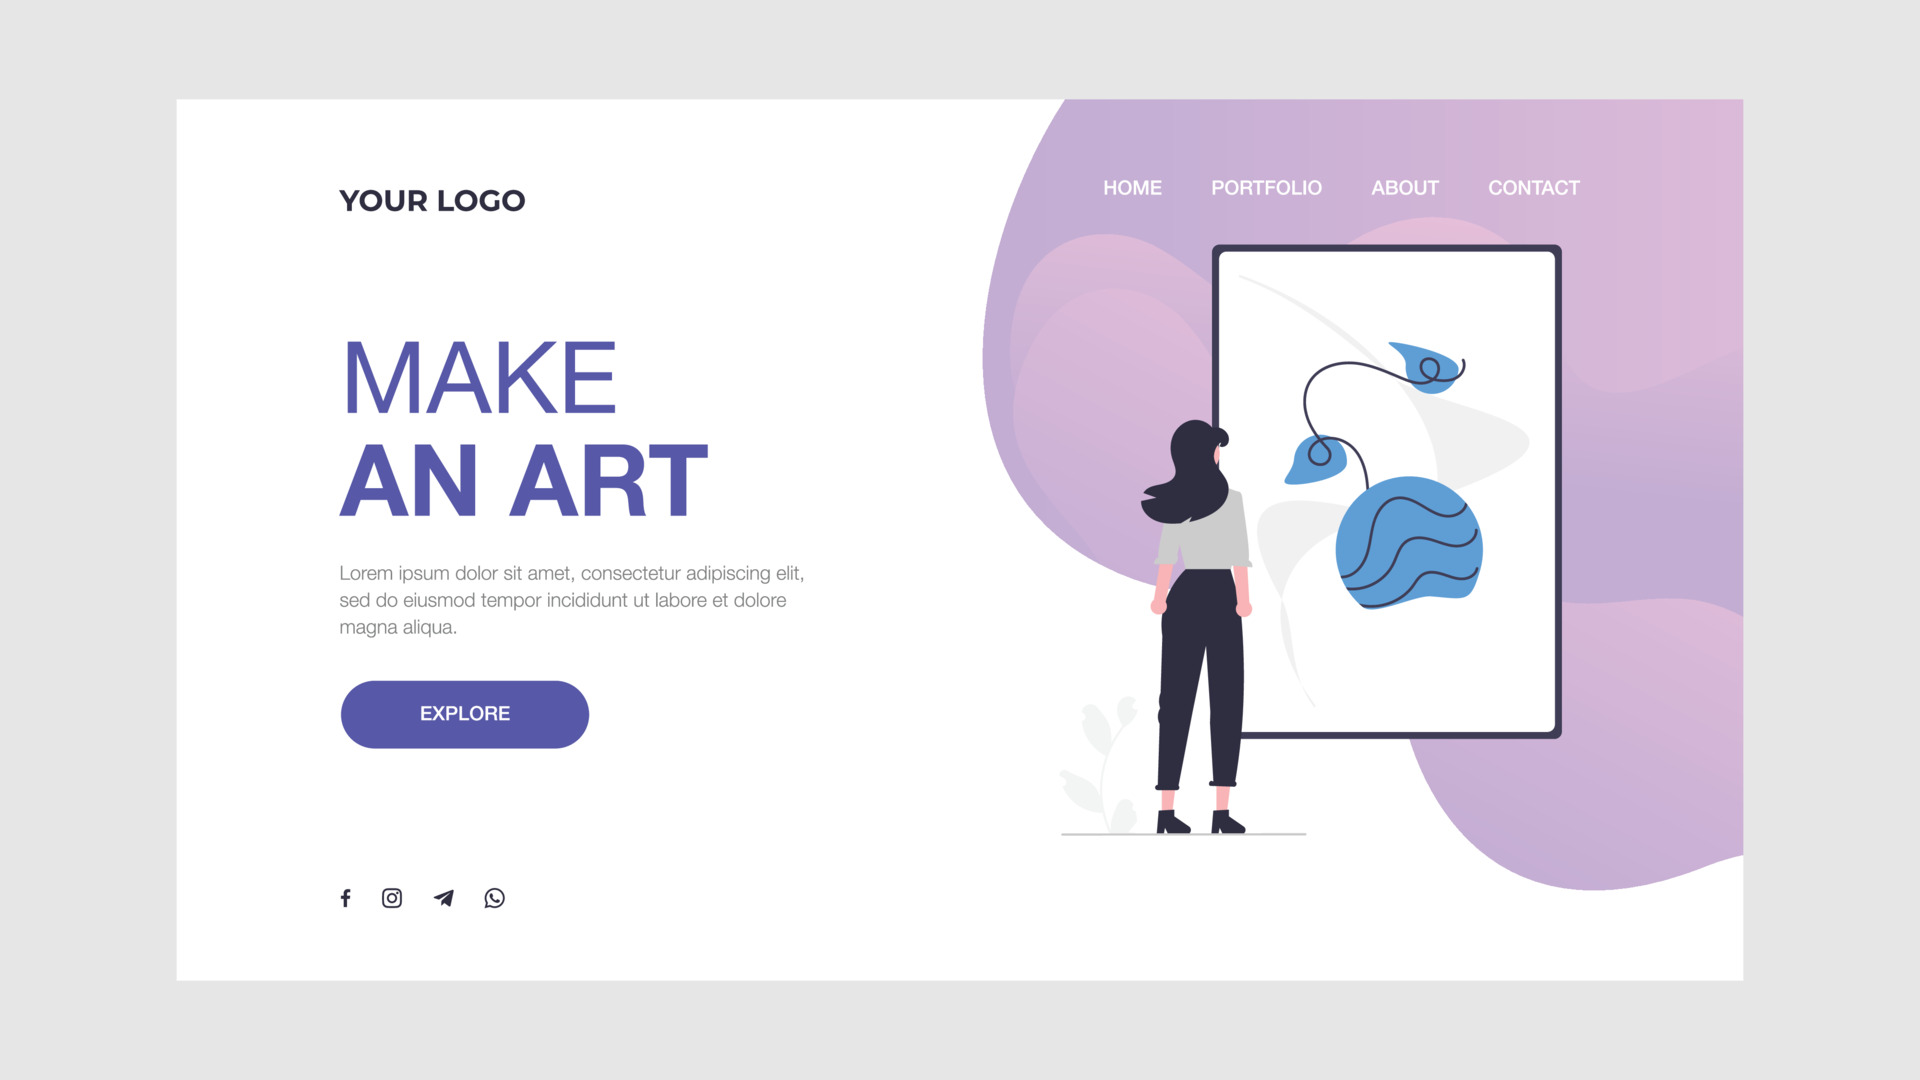 YOUR LOGO
HOME PORTFOLIO ABOUT CONTACT
MAKE
AN ART
Lorem ipsum dolor sit amet, consectetur adipiscing elit,
sed do eiusmod tempor incididunt ut labore et dolore
magna aliqua.
EXPLORE